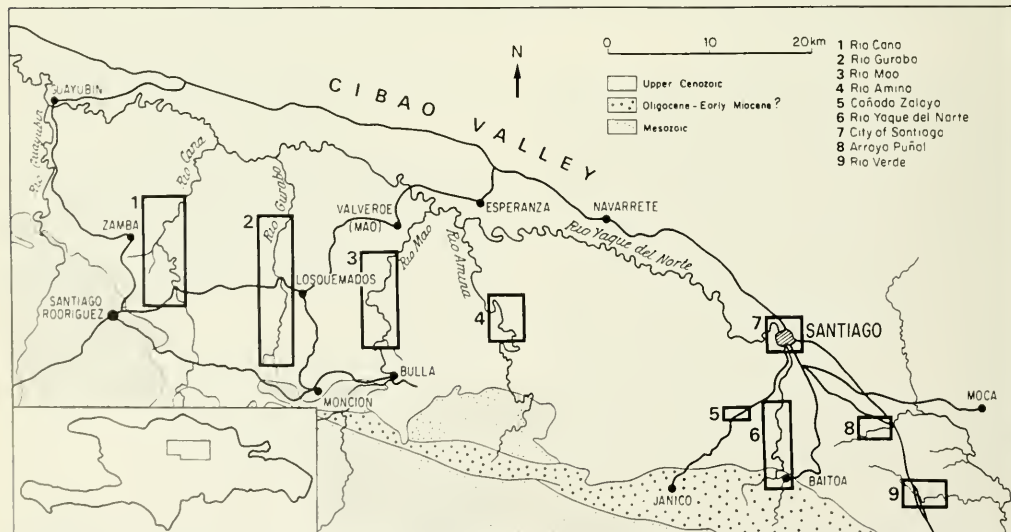 GUAYUBIN
CIBAO VALLEY
N
0 10 20 km
Upper Cenozoic
Oligocene – Early Miocene?
Mesozoic
1 Rio Cana
2 Rio Gurabo
3 Rio Mao
4 Rio Amina
5 Cañada Zalaya
6 Rio Yaque del Norte
7 City of Santiago
8 Arroyo Puñal
9 Rio Verde
Rio Guayubin
Rio Cana
Rio Gurabo
1
ZAMBA
2
VALVERDE
(MAO)
ESPERANZA
NAVARRETE
Rio Mao
Rio Amina
Rio Yaque del Norte
3
LOSQUEMADOS
SANTIAGO
RODRIGUEZ
4
7
SANTIAGO
BULLA
MONCION
5
6
8
MOCA
JANICO
BAITOA
9